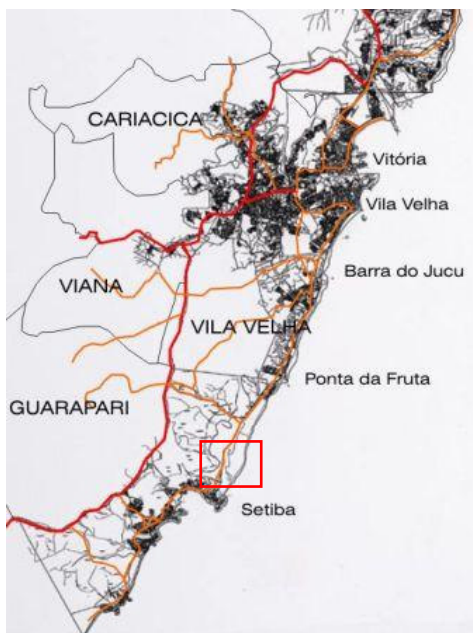 CARIACICA
Vitória
Vila Velha
Barra do Jucu
VIANA
VILA VELHA
Ponta da Fruta
GUARAPARI
Setiba